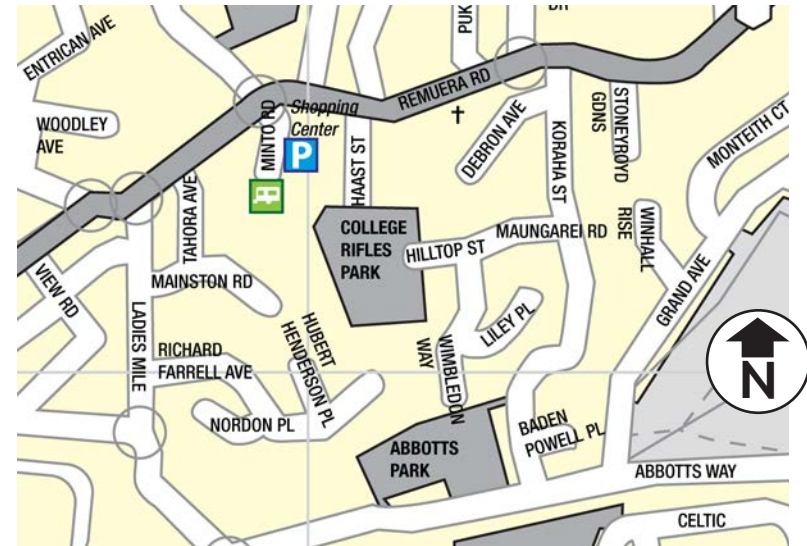 ENTRICAN AVE
PUK
DR
REMUERA RD
Shopping
Center
MINTO RD
P
WOODLEY
AVE
HAAST ST
DEBRON AVE
KORAHA ST
STONEYROYD
GDNS
MONTEITH CT
TAHORA AVE
COLLEGE
RIFLES
PARK
HILLTOP ST
MAUNGAREI RD
WINHALL
RISE
VIEW RD
MAINSTON RD
LADIES MILE
GRAND AVE
RICHARD
FARRELL AVE
HUBERT
HENDERSON PL
WIMBLEDON
WAY
LILEY PL
N
NORDON PL
ABBOTTS
PARK
BADEN
POWELL PL
ABBOTTS WAY
CELTIC